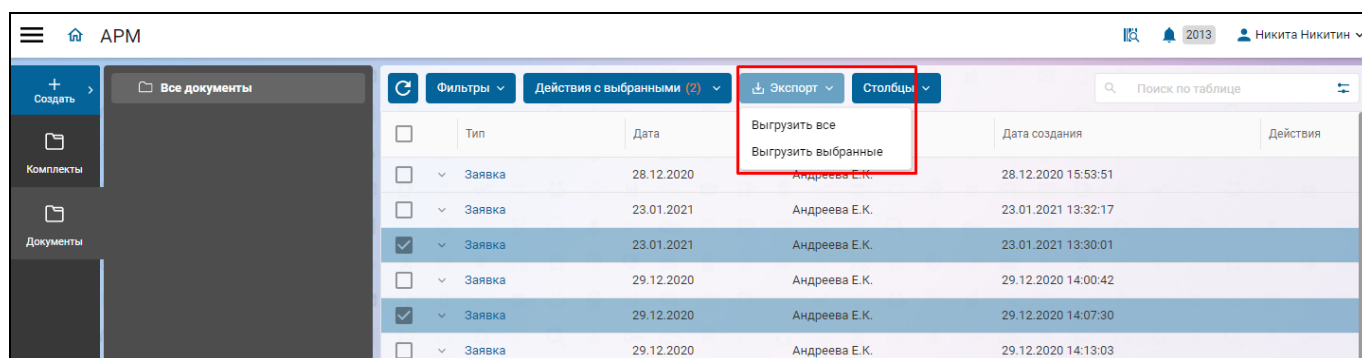 АРМ
2013
Никита Никитин
Создать
Все документы
Фильтры
Действия с выбранными (2)
Экспорт
Столбцы
Поиск по таблице
Выгрузить все
Выгрузить выбранные
Тип
Дата
Дата создания
Действия
Комплекты
Документы
Заявка 28.12.2020 Андреева Е.К. 28.12.2020 15:53:51
Заявка 23.01.2021 Андреева Е.К. 23.01.2021 13:32:17
Заявка 23.01.2021 Андреева Е.К. 23.01.2021 13:30:01
Заявка 29.12.2020 Андреева Е.К. 29.12.2020 14:00:42
Заявка 29.12.2020 Андреева Е.К. 29.12.2020 14:07:30
Заявка 29.12.2020 Андреева Е.К. 29.12.2020 14:13:03